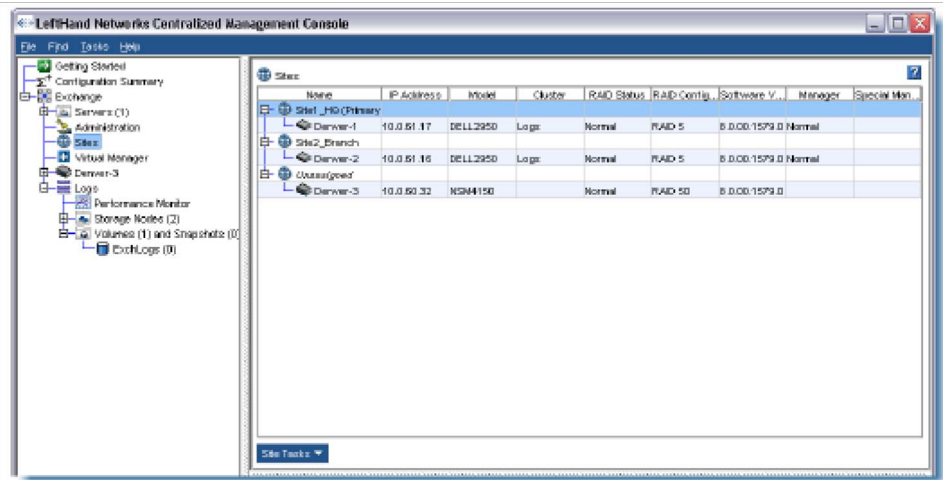 LeftHand Networks Centralized Management Console
File Find Tasks Help
Getting Started
Configuration Summary
Exchange
Servers (1)
Administration
Sites
Virtual Manager
Denver-3
Logs
Performance Monitor
Storage Nodes (2)
Volumes (1) and Snapshots (0)
ExchLogs (0)
Sites
Name IP Address Model Cluster RAID Status RAID Config... Software V... Manager Special Man...
Site1_HQ (Primary
Denver-1 10.0.61.17 DELL2950 Logs Normal RAID 5 8.0.00.1579.0 Normal
Site2_Branch
Denver-2 10.0.61.16 DELL2950 Logs Normal RAID 5 8.0.00.1579.0 Normal
Unassigned
Denver-3 10.0.60.32 NSM4150 Normal RAID 50 8.0.00.1579.0
Site Tasks